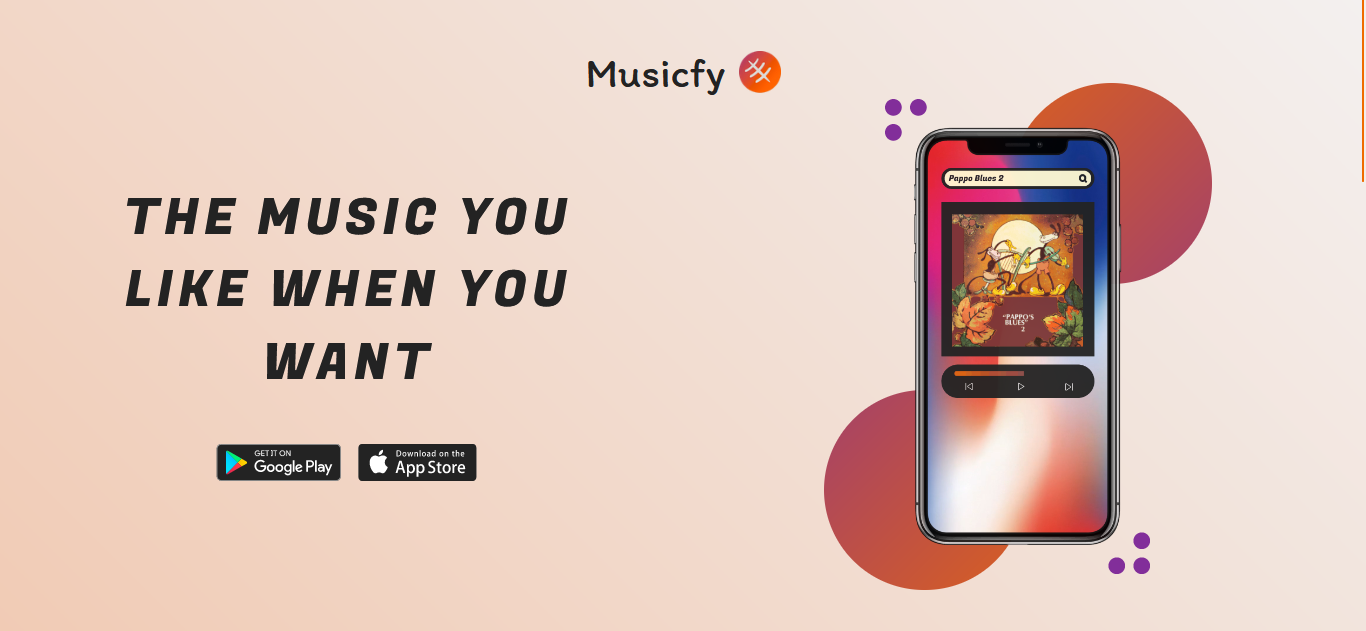 Musicfy
THE MUSIC YOU
LIKE WHEN YOU
WANT
GET IT ON
Google Play
Download on the
App Store
Pappo Blues 2
"PAPPO'S
BLUES"
2